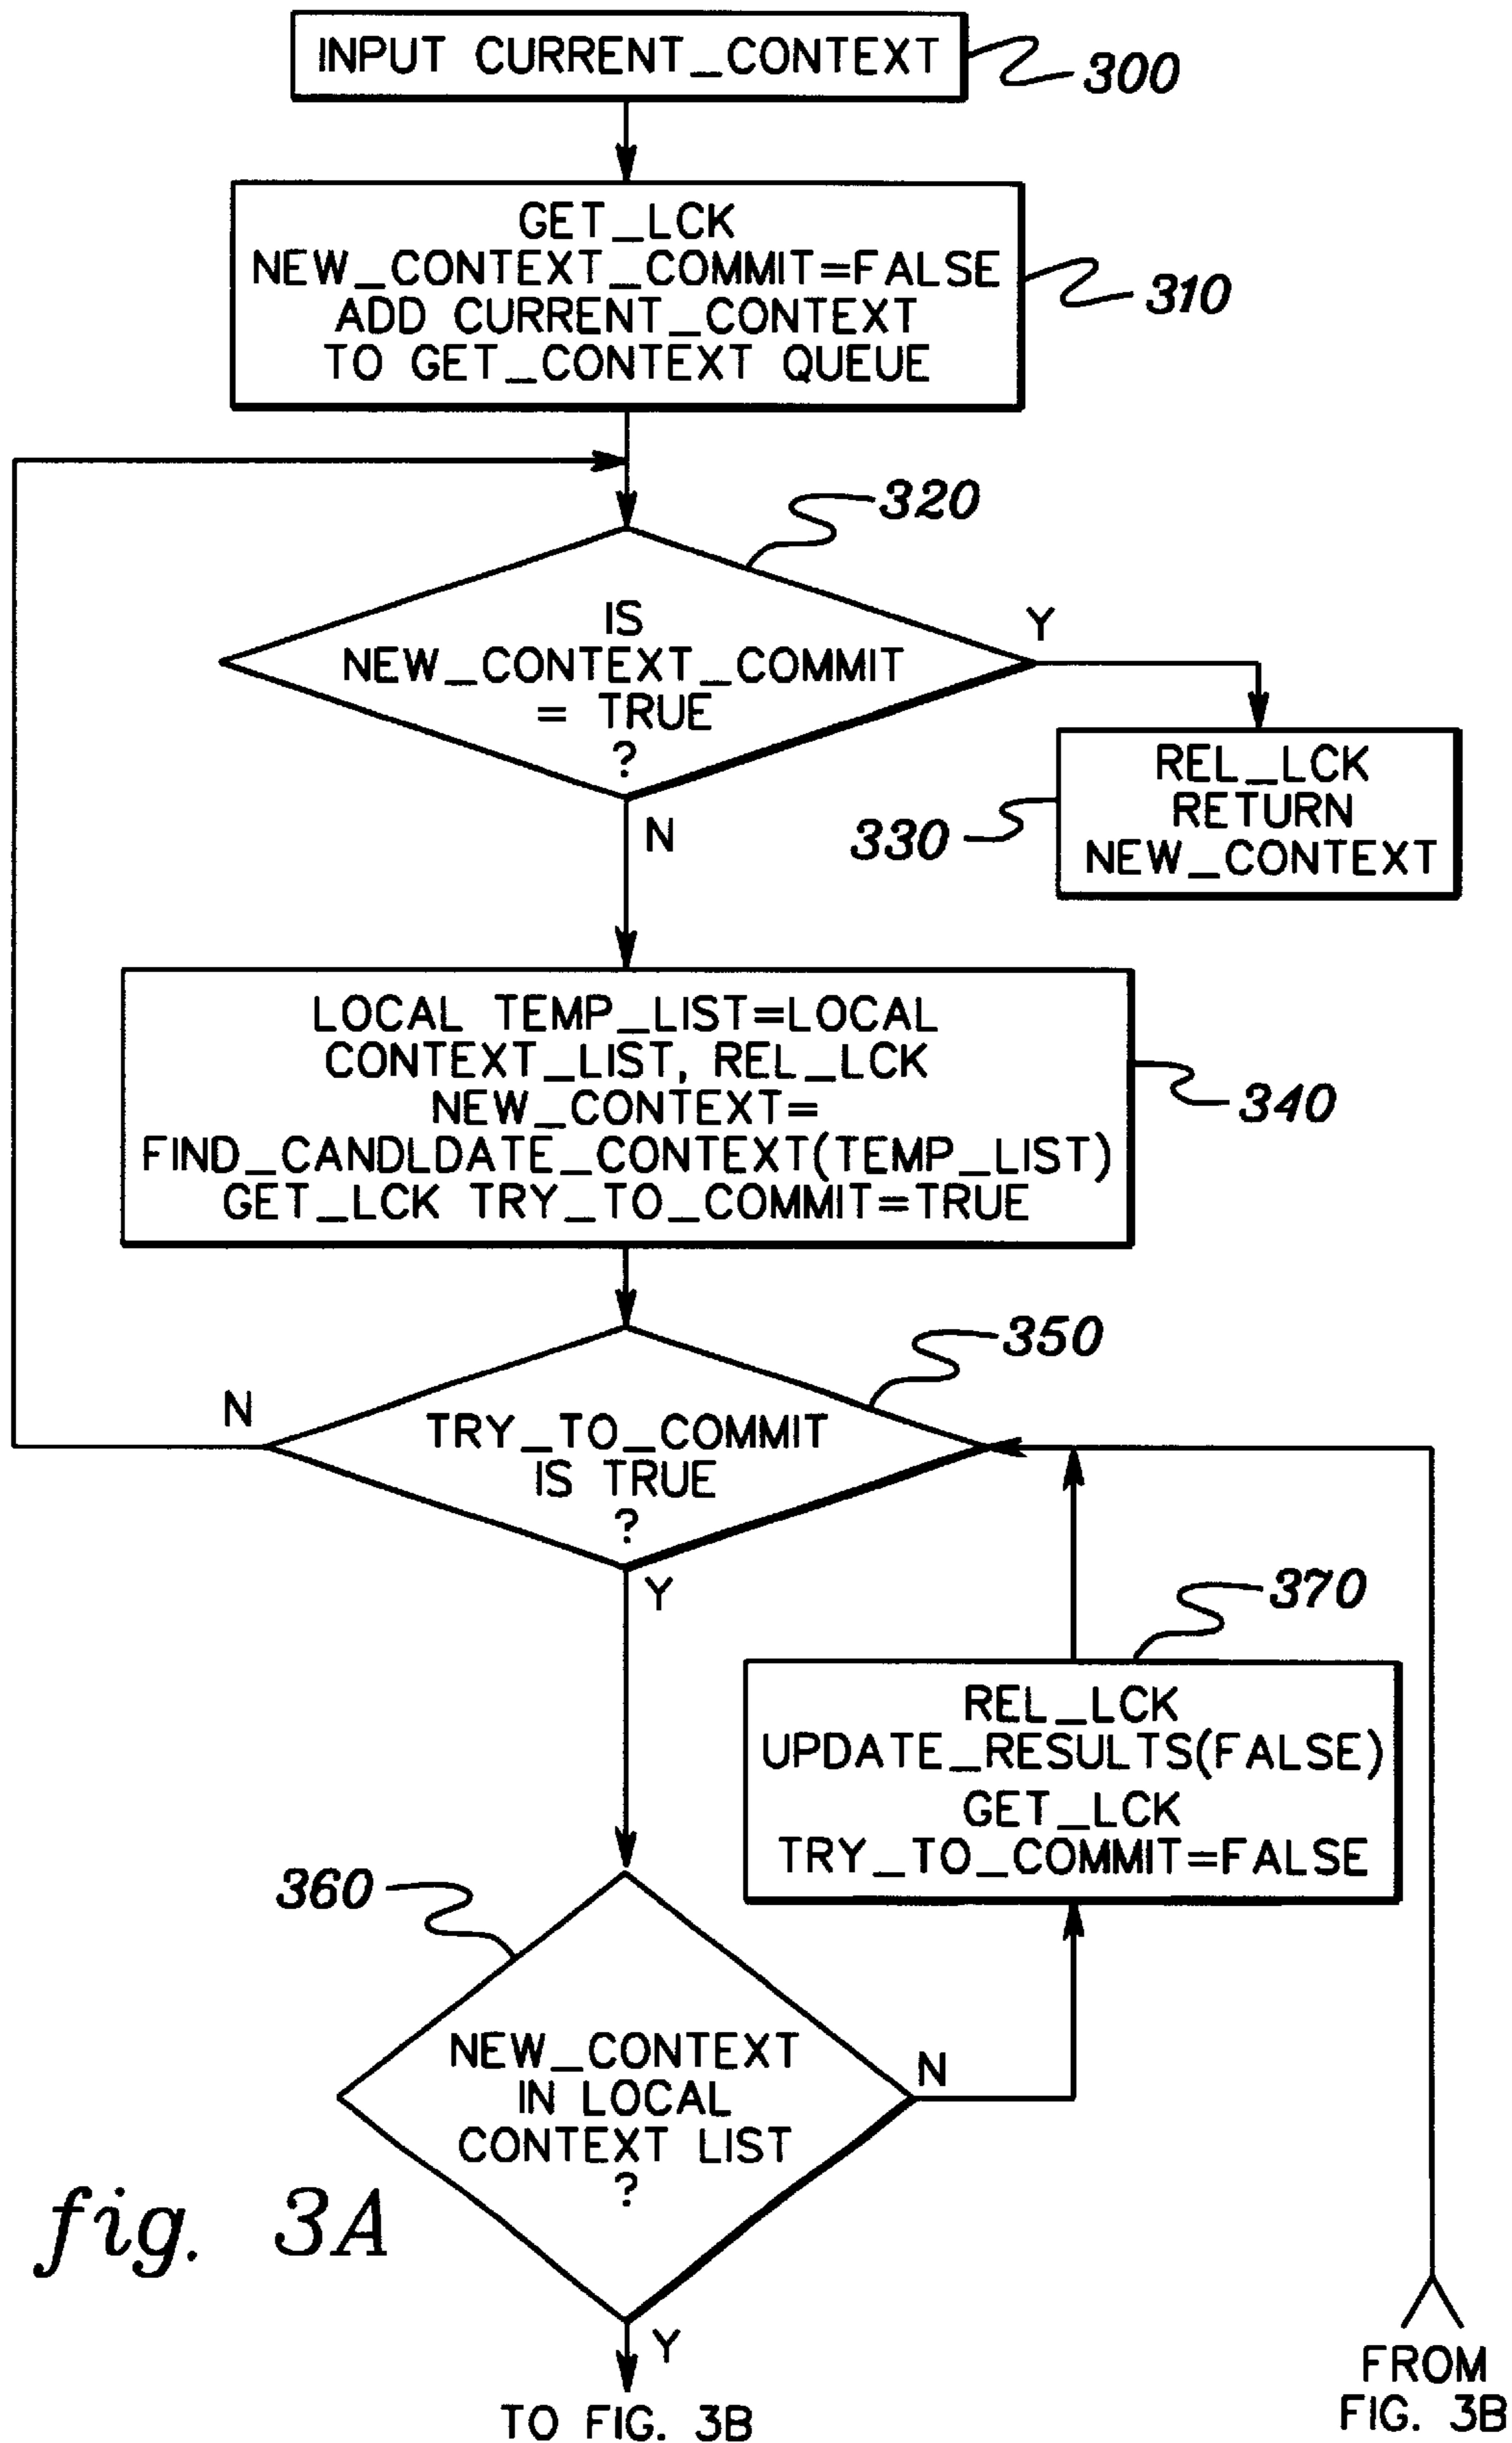 INPUT CURRENT_CONTEXT
300
GET_LCK
NEW_CONTEXT_COMMIT=FALSE
ADD CURRENT_CONTEXT
TO GET_CONTEXT QUEUE
310
320
IS
NEW_CONTEXT_COMMIT
= TRUE
?
Y
N
REL_LCK
RETURN
NEW_CONTEXT
330
LOCAL TEMP_LIST=LOCAL
CONTEXT_LIST, REL_LCK
NEW_CONTEXT=
FIND_CANDLDATE_CONTEXT(TEMP_LIST)
GET_LCK TRY_TO_COMMIT=TRUE
340
350
N
TRY_TO_COMMIT
IS TRUE
?
Y
370
REL_LCK
UPDATE_RESULTS(FALSE)
GET_LCK
TRY_TO_COMMIT=FALSE
360
NEW_CONTEXT
IN LOCAL
CONTEXT LIST
?
N
Y
fig. 3A
TO FIG. 3B
FROM
FIG. 3B